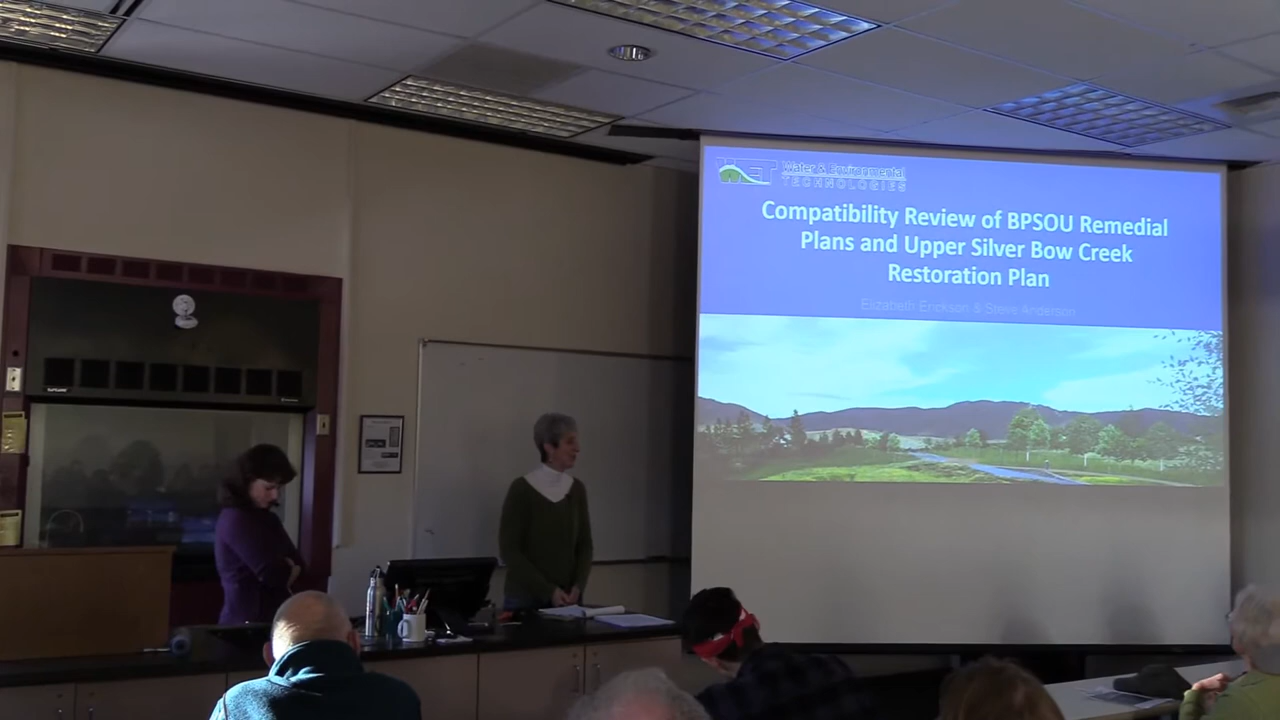 WET Water & Environmental
TECHNOLOGIES
Compatibility Review of BPSOU Remedial
Plans and Upper Silver Bow Creek
Restoration Plan
Elizabeth Erickson & Steve Anderson